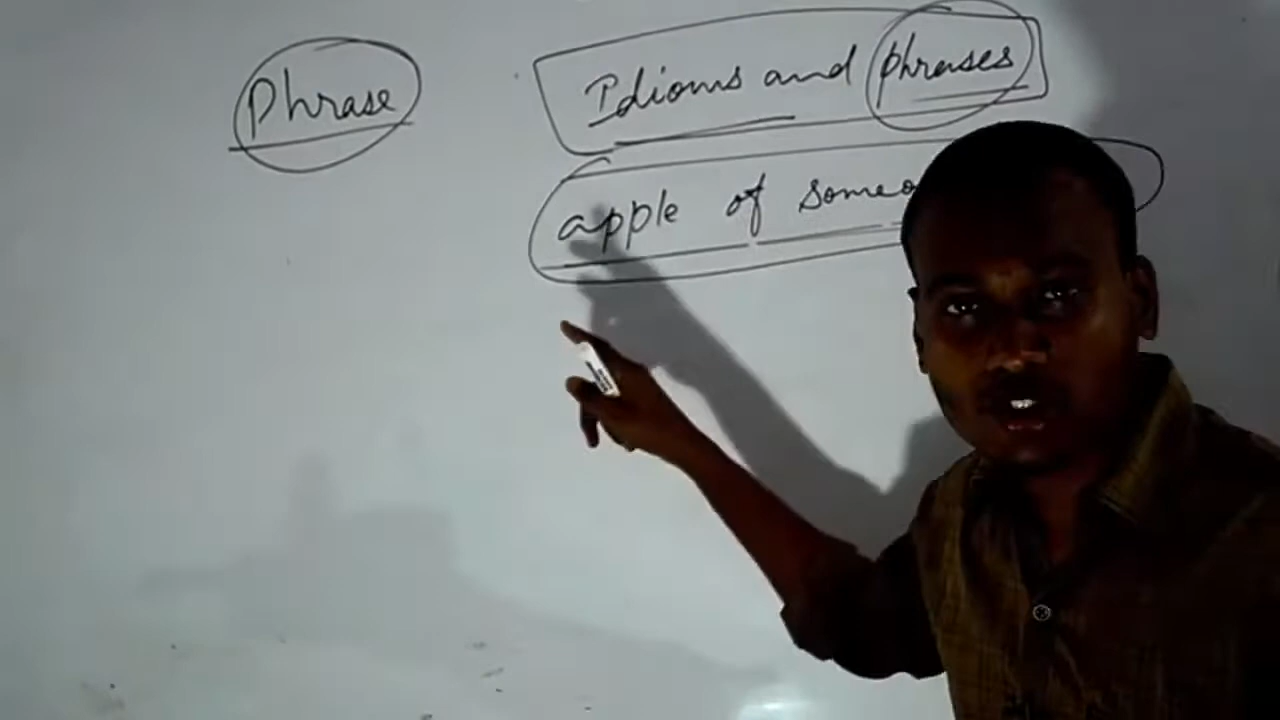 Phrase
Idioms and phrases
apple of